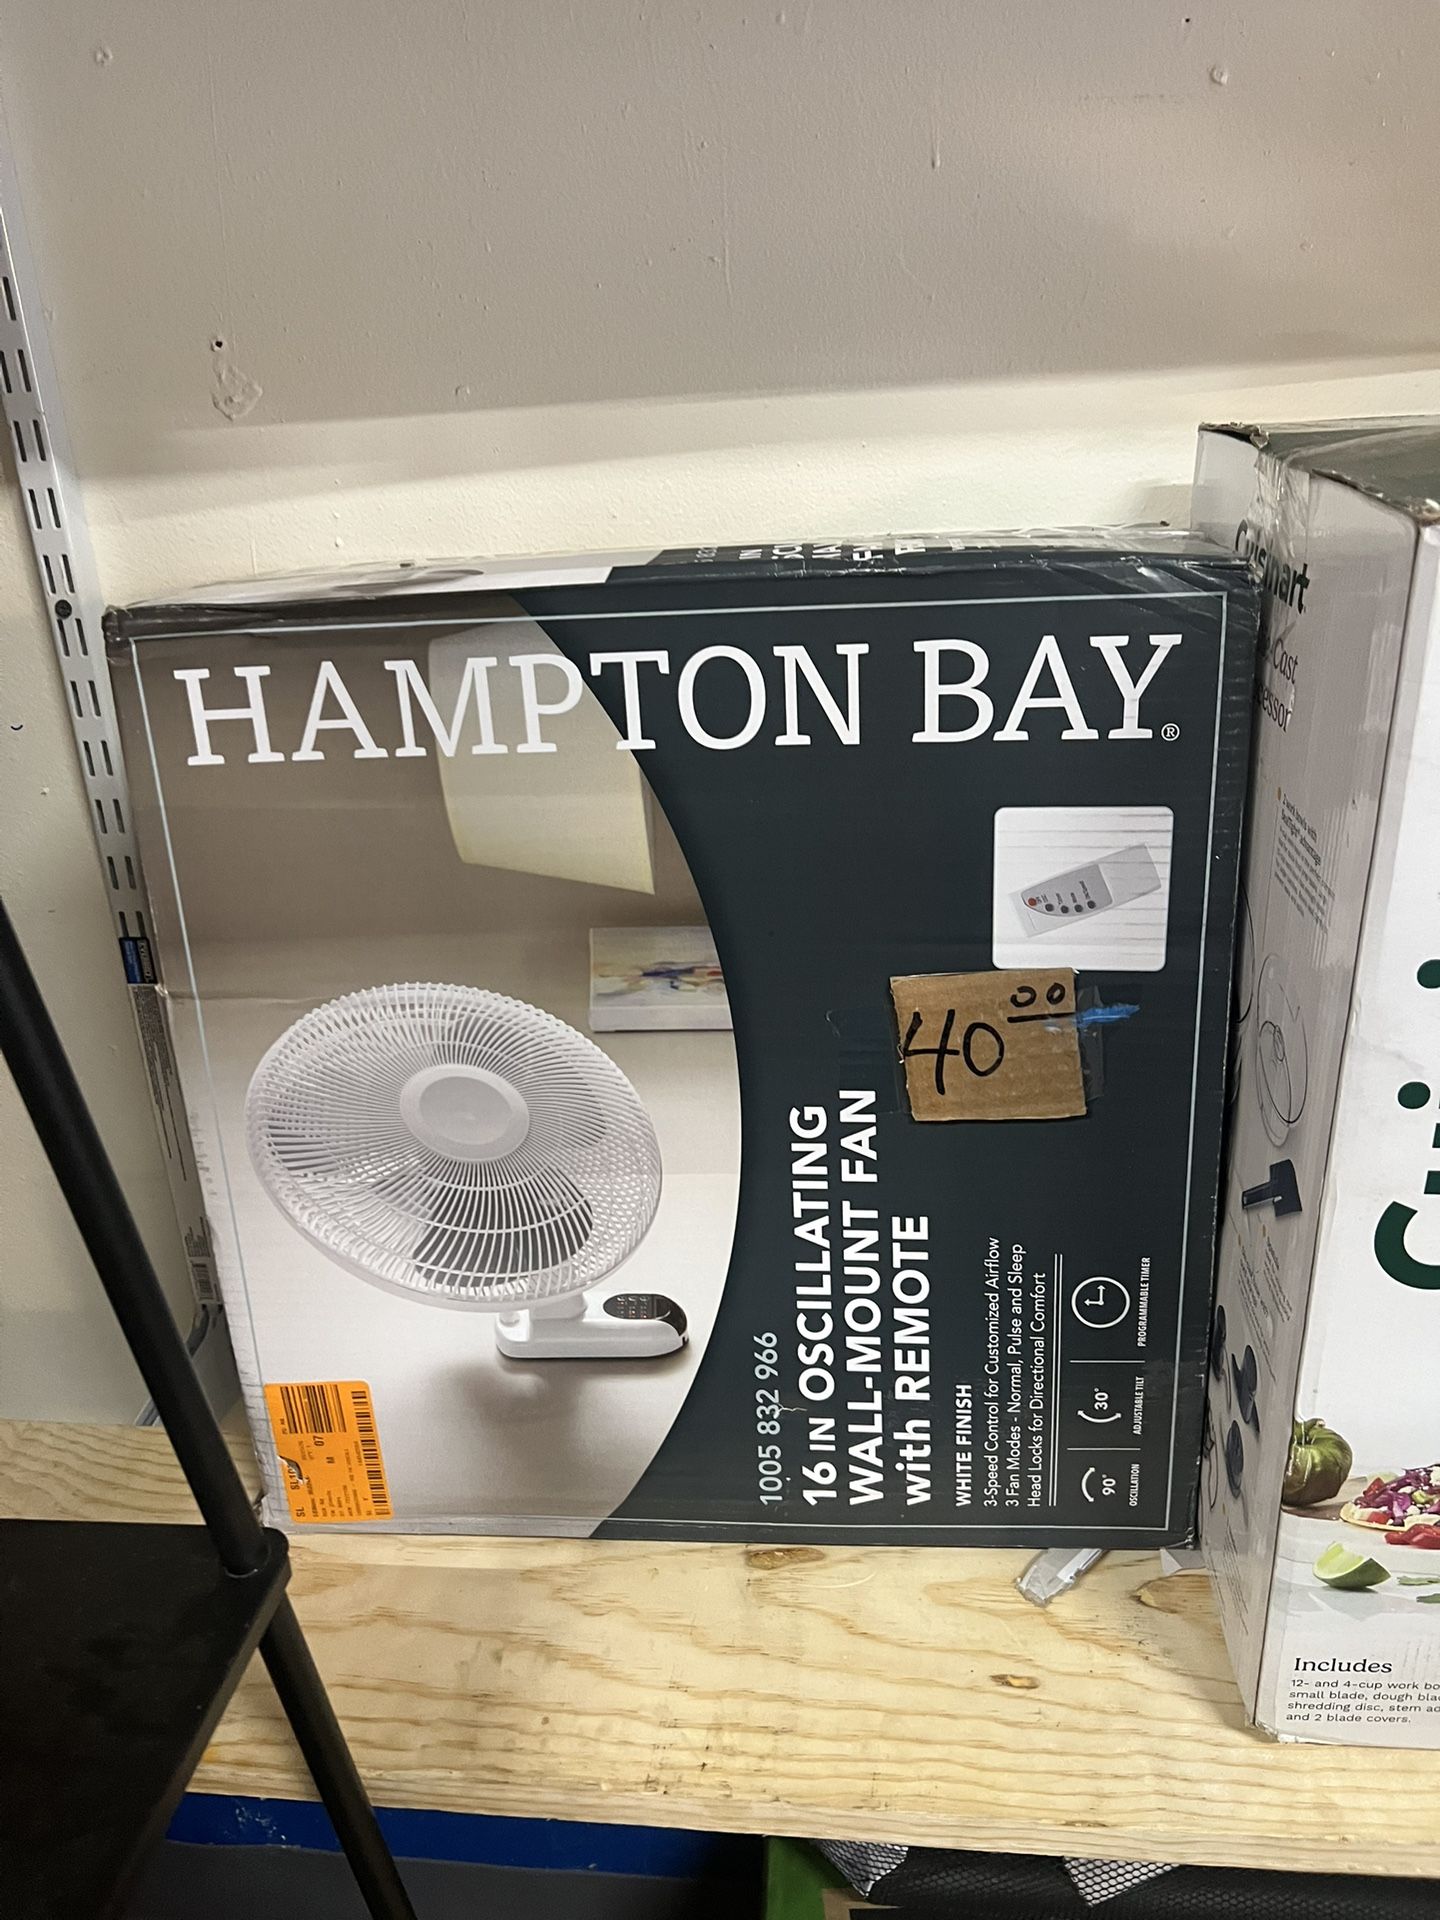 HAMPTON BAY®
40 00
1005 832 966
16 IN OSCILLATING
WALL-MOUNT FAN
with REMOTE
WHITE FINISH
3-Speed Control for Customized Airflow
3 Fan Modes - Normal, Pulse and Sleep
Head Locks for Directional Comfort
90°
OSCILLATION
30°
ADJUSTABLE TILT
PROGRAMMABLE TIMER
SL
07
M
Cuisinart
Includes
12- and 4-cup work
small blade, dough
shredding disc, stem
and 2 blade covers.